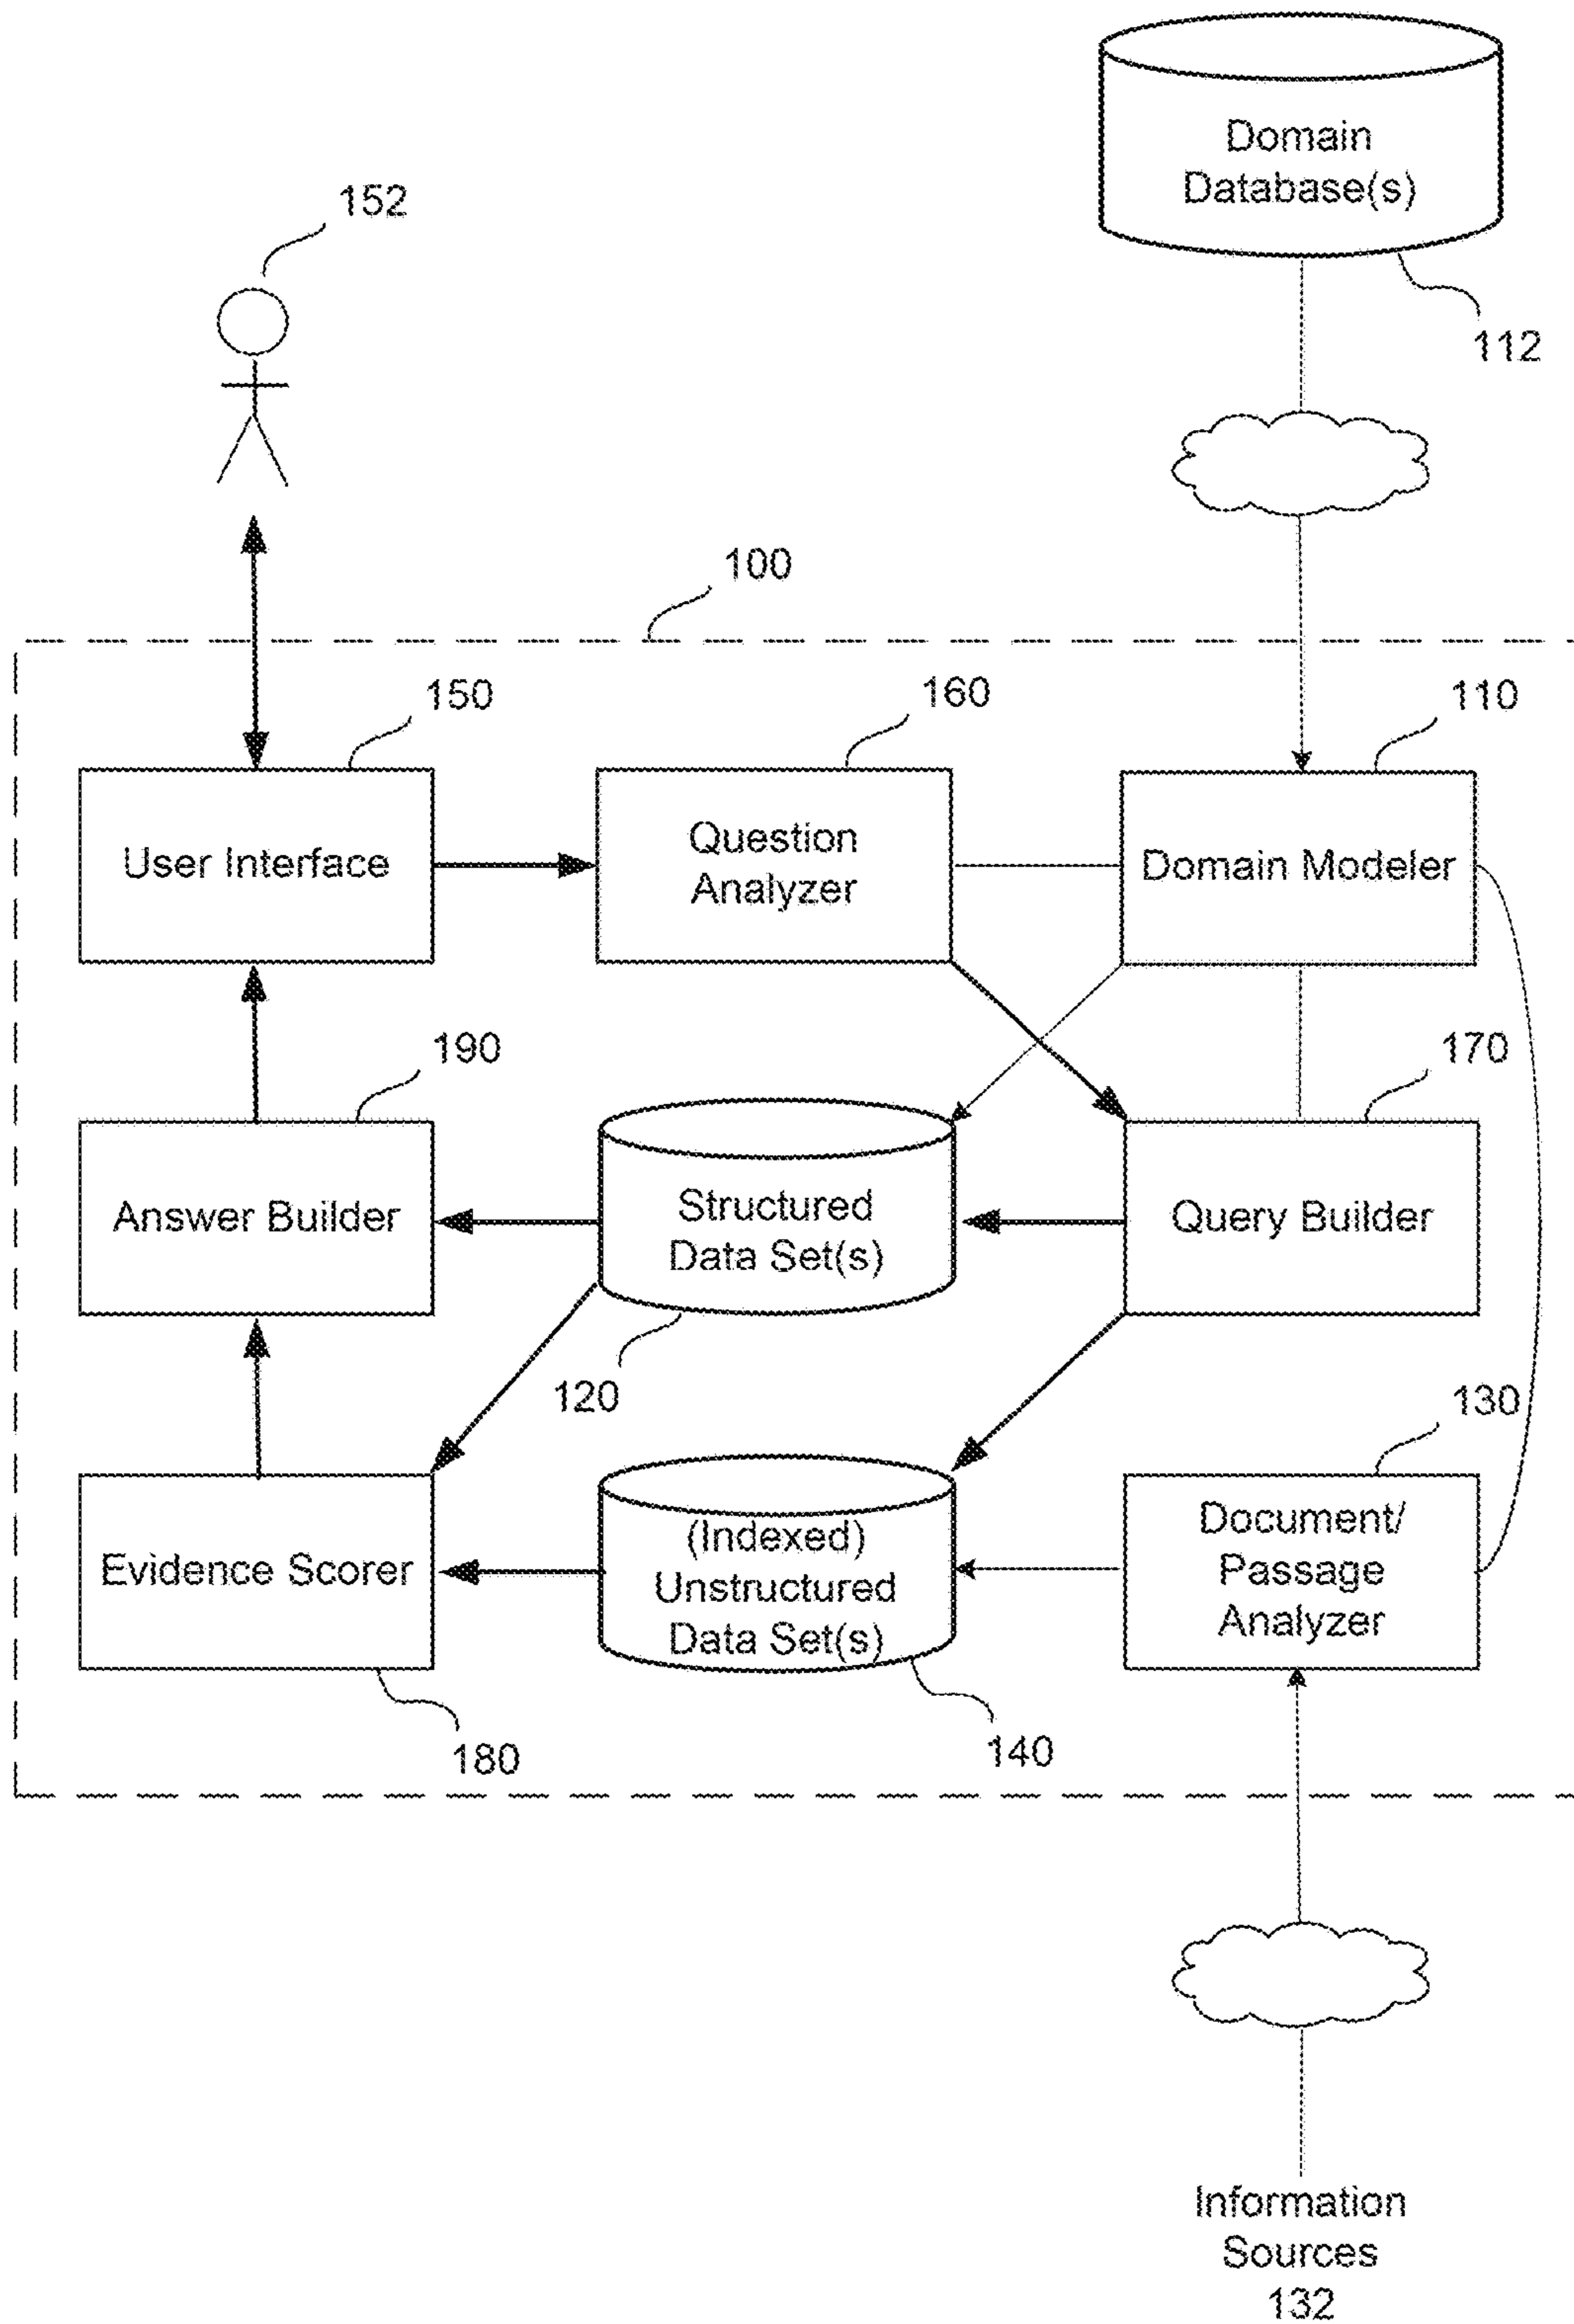 Domain
Database(s)
152
112
100
150
160
110
User Interface
Question
Analyzer
Domain Modeler
190
170
Answer Builder
Structured
Data Set(s)
Query Builder
120
130
Evidence Scorer
(Indexed)
Unstructured
Data Set(s)
Document/
Passage
Analyzer
180
140
Information
Sources
132